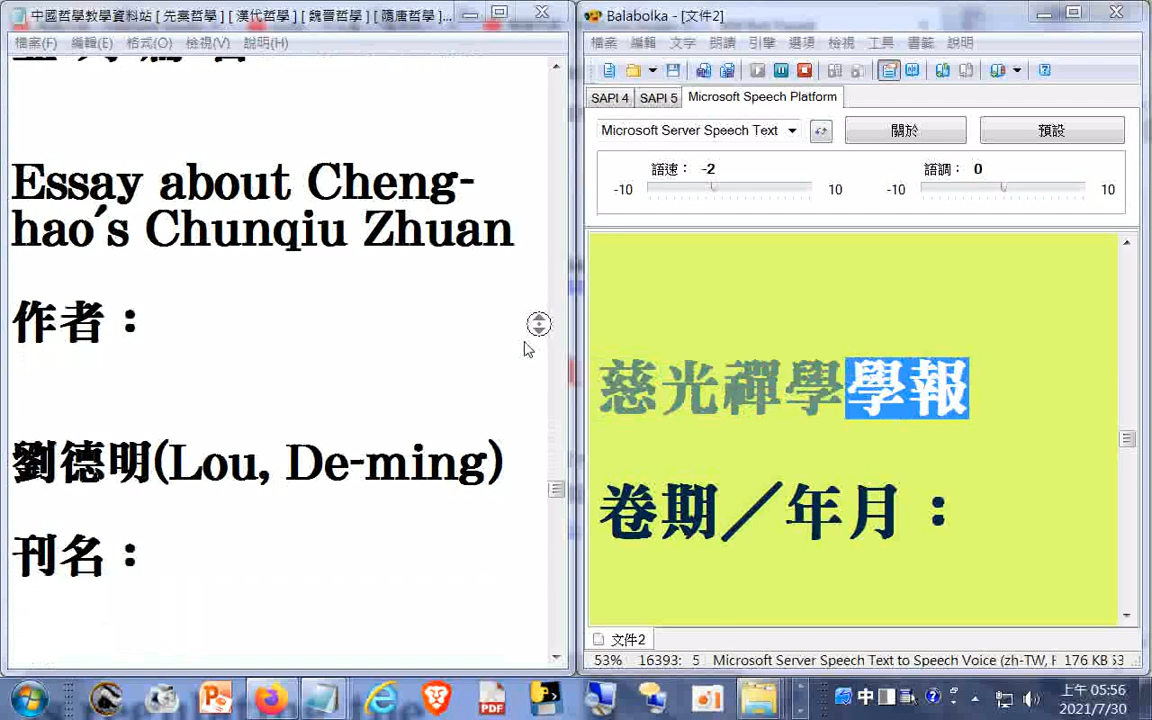 中國哲學教學資料站[ 先秦哲學 ] [ 漢代哲學 ] [ 魏晉哲學 ] [ 隋唐哲學 ]...
檔案(F) 編輯(E) 格式(O) 檢視(V) 說明(H)
Essay about Cheng-
hao's Chunqiu Zhuan
作者：
劉德明(Lou, De-ming)
刊名：
Balabolka - [文件2]
檔案 編輯 文字 朗讀 引擎 選項 檢視 工具 書籤 說明
SAPI 4 SAPI 5 Microsoft Speech Platform
Microsoft Server Speech Text 關於 預設
語速： -2 語調： 0
-10 10 -10 10
慈光禪學學報
卷期／年月：
文件2
53% 16393: 5 Microsoft Server Speech Text to Speech Voice (zh-TW, H 176 KB
中
上午 05:56
2021/7/30